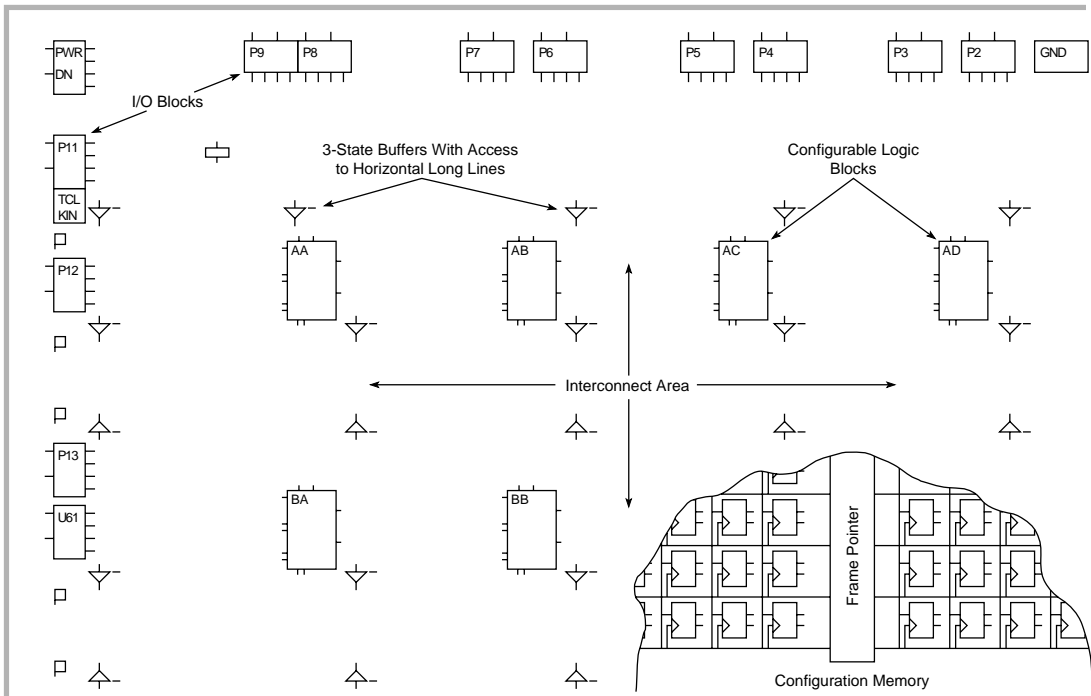 PWR
DN
P9
P8
P7
P6
P5
P4
P3
P2
GND
I/O Blocks
P11
3-State Buffers With Access
to Horizontal Long Lines
Configurable Logic
Blocks
TCL
KIN
P12
AA
AB
AC
AD
Interconnect Area
P13
U61
BA
BB
Frame Pointer
Configuration Memory